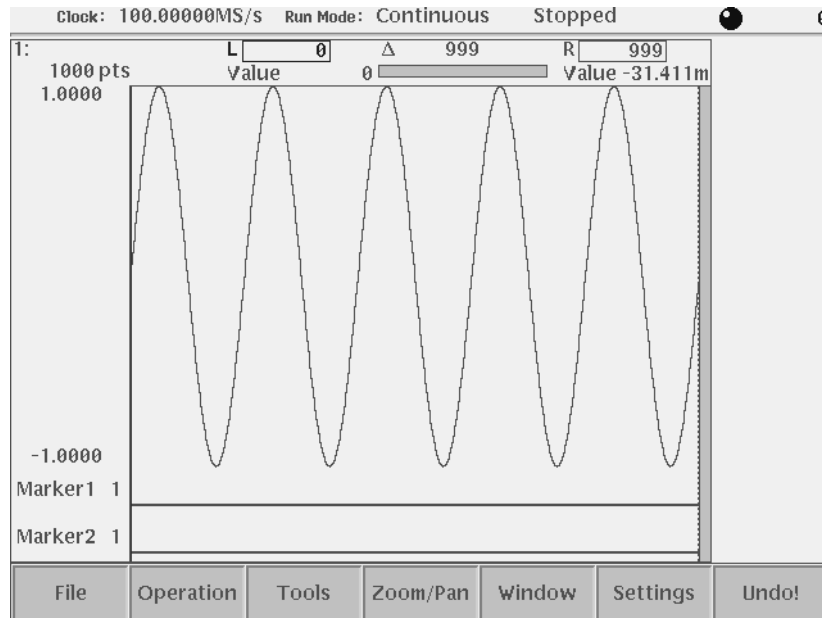 Clock: 100.00000MS/s Run Mode: Continuous Stopped
1: L 0 Δ 999 R 999
1000 pts Value 0 Value -31.411m
1.0000
-1.0000
Marker1 1
Marker2 1
File Operation Tools Zoom/Pan Window Settings Undo!